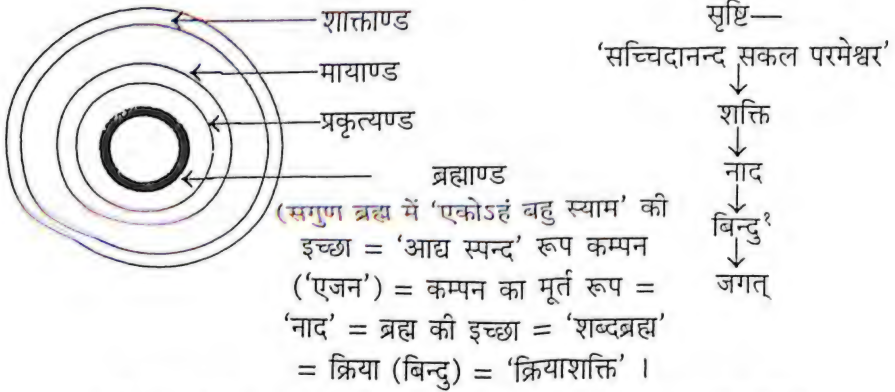 शाक्ताण्ड
मायाण्ड
प्रकृत्यण्ड
ब्रह्माण्ड
(सगुण ब्रह्म में 'एकोऽहं बहु स्याम' की
इच्छा = 'आद्य स्पन्द' रूप कम्पन
('एजन') = कम्पन का मूर्त रूप =
'नाद' = ब्रह्म की इच्छा = 'शब्दब्रह्म'
= क्रिया (बिन्दु) = 'क्रियाशक्ति' ।
सृष्टि—
'सच्चिदानन्द सकल परमेश्वर'
शक्ति
नाद
बिन्दु१
जगत्